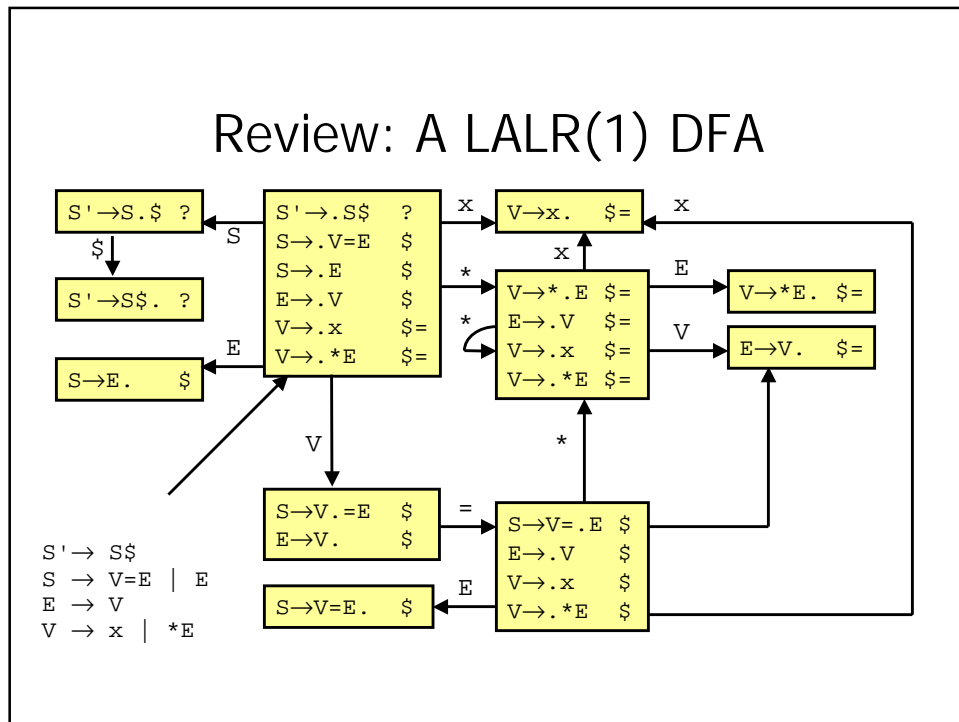 Review: A LALR(1) DFA
S'→S.$ ?
S
$
S'→S$. ?
S→E. $
E
S'→.S$ ?
S→.V=E $
S→.E $
E→.V $
V→.x $=
V→.*E $=
x
*
V
V→x. $=
x
x
V→*.E $=
E→.V $=
V→.x $=
V→.*E $=
*
E
V→*E. $=
V
E→V. $=
*
S→V.=E $
E→V. $
=
S→V=.E $
E→.V $
V→.x $
V→.*E $
E
S→V=E. $
S'→ S$
S → V=E | E
E → V
V → x | *E